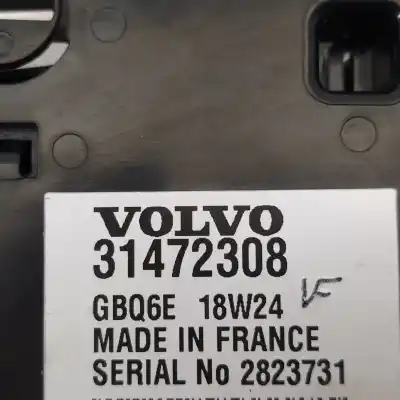 VOLVO
31472308
GBQ6E 18W24
MADE IN FRANCE
SERIAL No 2823731